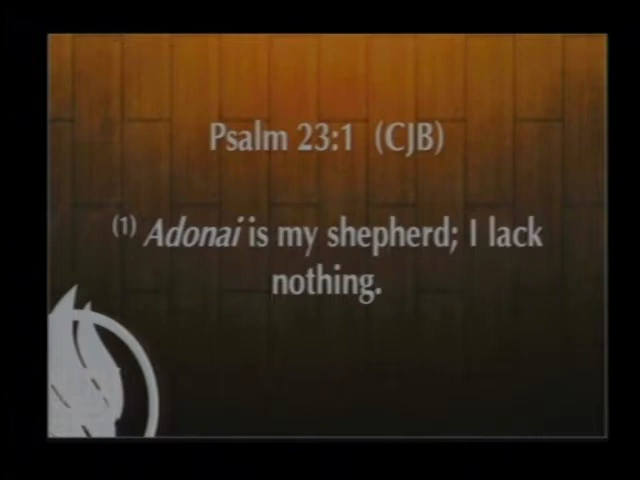 Psalm 23:1 (CJB)
(1) Adonai is my shepherd; I lack
nothing.